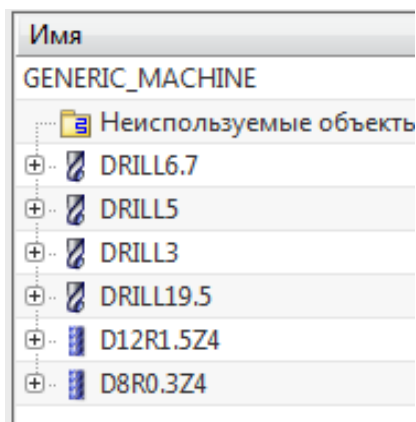 Имя
GENERIC_MACHINE
Неиспользуемые объекты
DRILL6.7
DRILL5
DRILL3
DRILL19.5
D12R1.5Z4
D8R0.3Z4